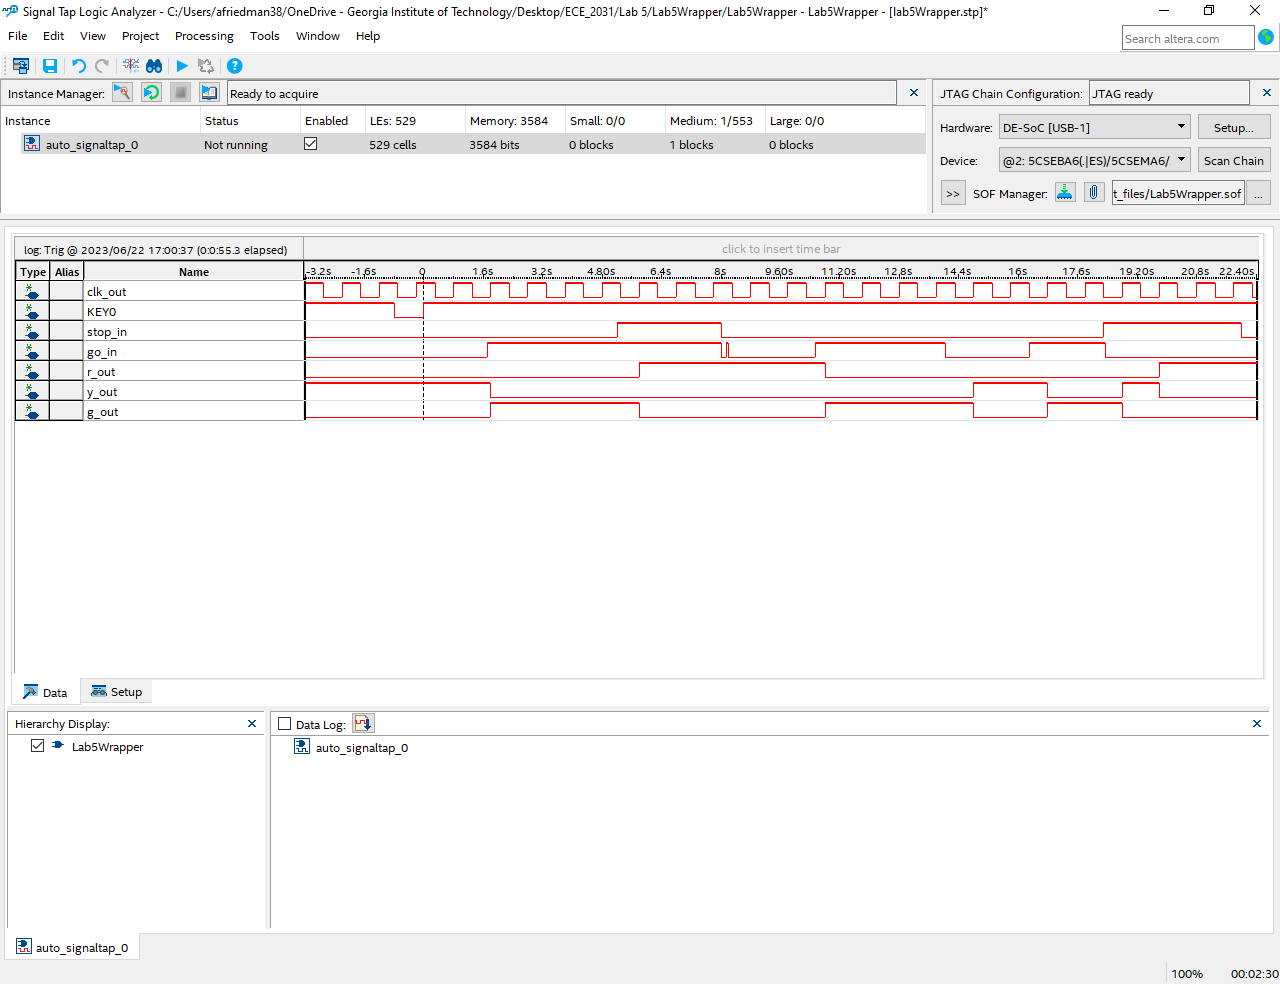 Signal Tap Logic Analyzer - C:/Users/afriedman38/OneDrive - Georgia Institute of Technology/Desktop/ECE_2031/Lab 5/Lab5Wrapper/Lab5Wrapper - Lab5Wrapper - [lab5Wrapper.stp]*
File Edit View Project Processing Tools Window Help
Search altera.com
Instance Manager: Ready to acquire
JTAG Chain Configuration: JTAG ready
Instance Status Enabled LEs: 529 Memory: 3584 Small: 0/0 Medium: 1/553 Large: 0/0
auto_signaltap_0 Not running 529 cells 3584 bits 0 blocks 1 blocks 0 blocks
Hardware: DE-SoC [USB-1] Setup...
Device: @2: 5CSEBA6(.|ES)/5CSEMA6/ Scan Chain
>> SOF Manager: t_files/Lab5Wrapper.sof ...
log: Trig @ 2023/06/22 17:00:37 (0:0:55.3 elapsed) click to insert time bar
Type Alias Name -3.2s -1.6s 0 1.6s 3.2s 4.80s 6.4s 8s 9.60s 11.20s 12.8s 14.4s 16s 17.6s 19.20s 20.8s 22.40s
clk_out
KEY0
stop_in
go_in
r_out
y_out
g_out
Data Setup
Hierarchy Display:
Lab5Wrapper
Data Log:
auto_signaltap_0
auto_signaltap_0
100% 00:02:30